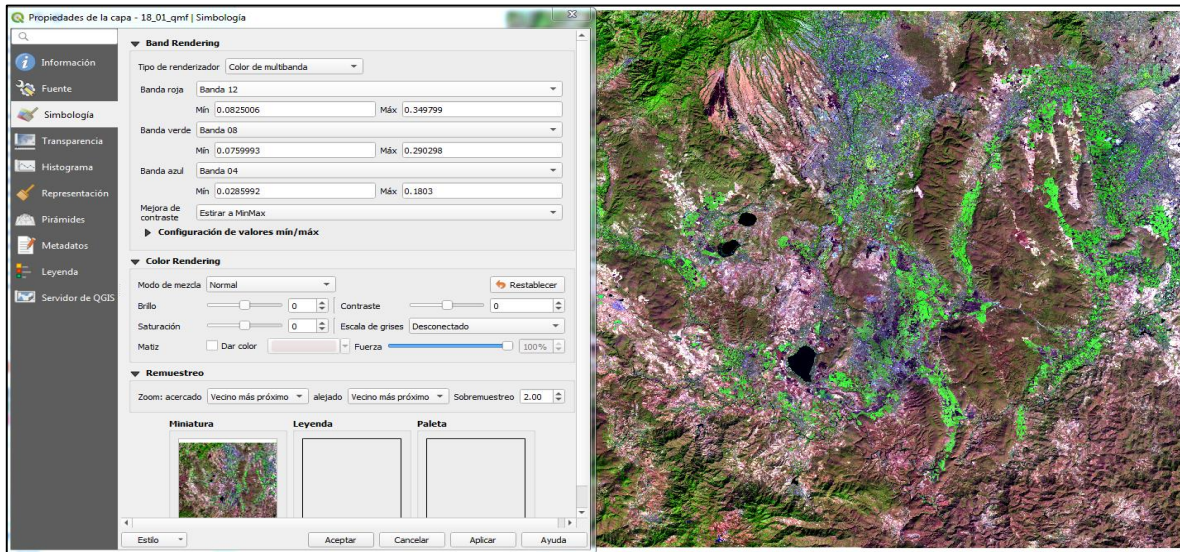 Propiedades de la capa - 18_01_qmf | Simbología
Información
Fuente
Simbología
Transparencia
Histograma
Representación
Pirámides
Metadatos
Leyenda
Servidor de QGIS
Band Rendering
Tipo de renderizador Color de multibanda
Banda roja Banda 12
Mín 0.0825006 Máx 0.349799
Banda verde Banda 08
Mín 0.0759993 Máx 0.290298
Banda azul Banda 04
Mín 0.0285992 Máx 0.1803
Mejora de
contraste Estirar a MinMax
Configuración de valores mín/máx
Color Rendering
Modo de mezcla Normal Restablecer
Brillo 0 Contraste 0
Saturación 0 Escala de grises Desconectado
Matiz Dar color Fuerza 100%
Remuestreo
Zoom: acercado Vecino más próximo alejado Vecino más próximo Sobremuestreo 2.00
Miniatura Leyenda Paleta
Estilo Aceptar Cancelar Aplicar Ayuda